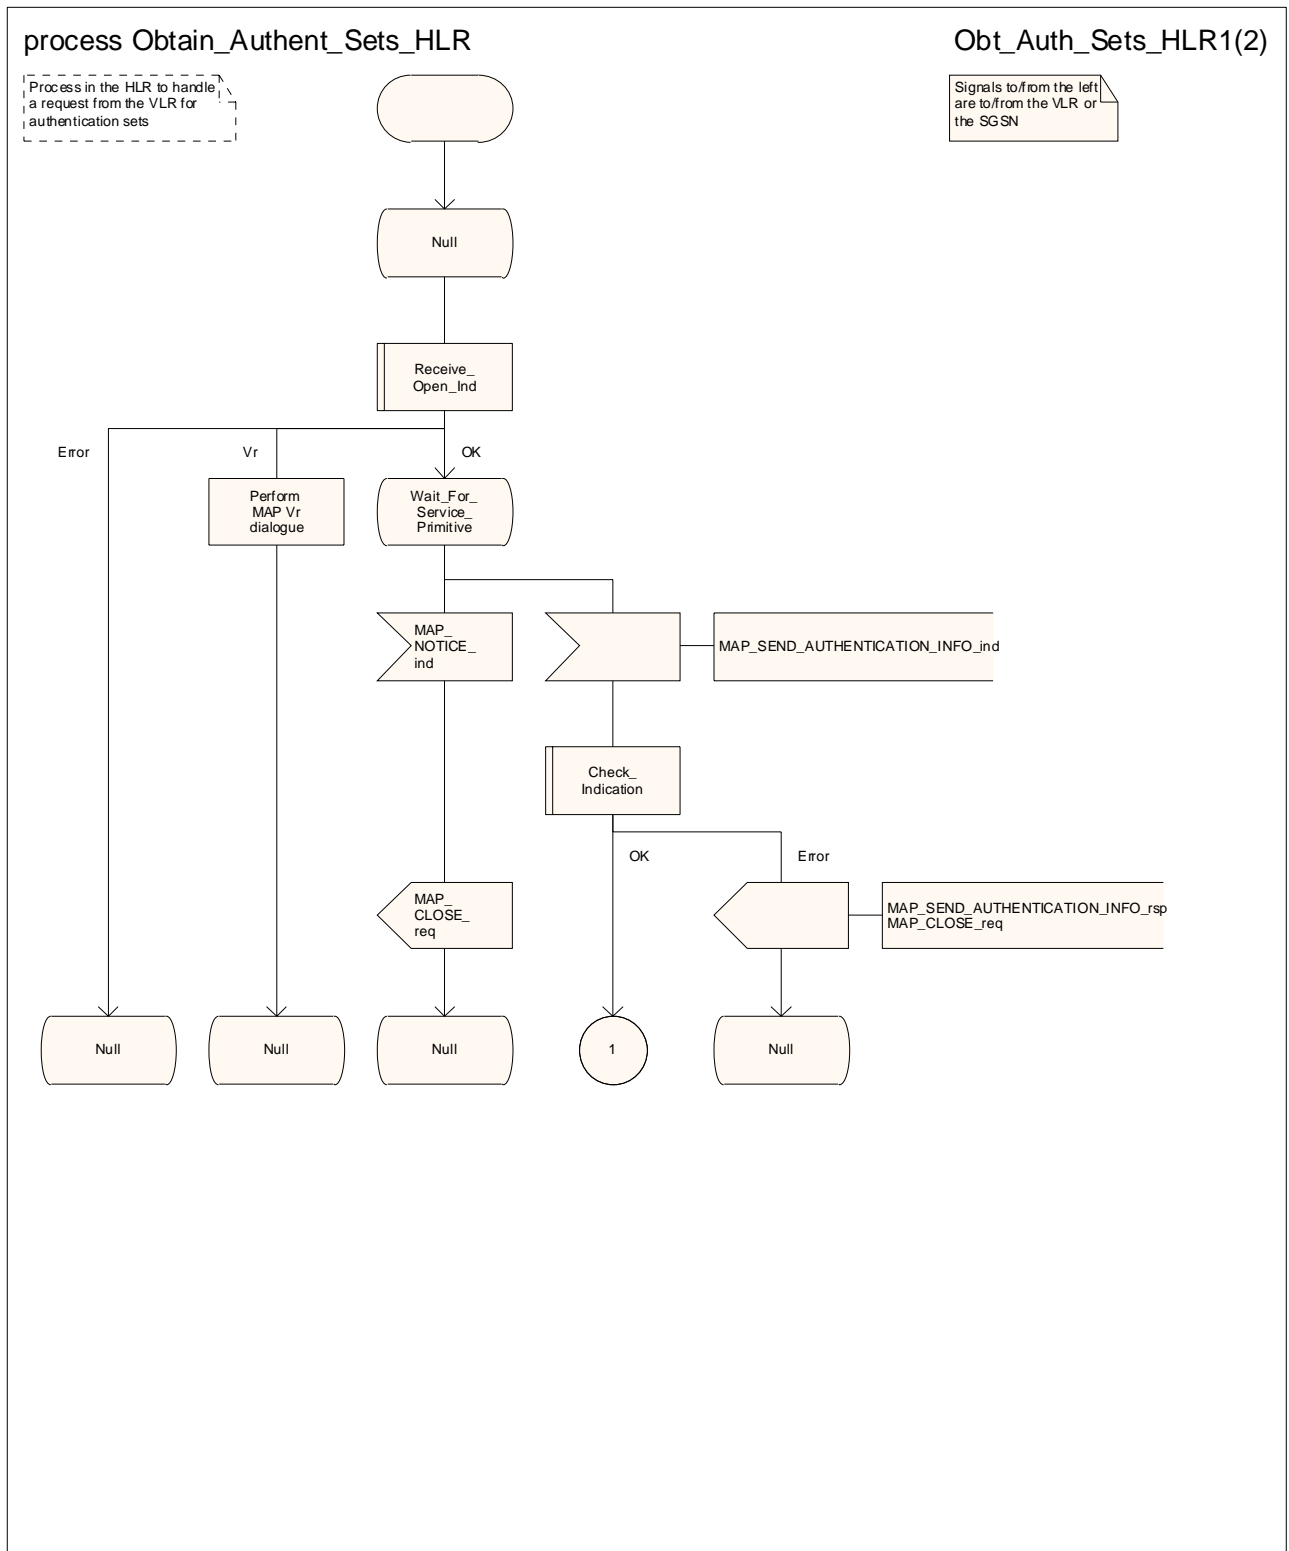 process Obtain_Authent_Sets_HLR
Obt_Auth_Sets_HLR1(2)
Process in the HLR to handle
a request from the VLR for
authentication sets
Signals to/from the left
are to/from the VLR or
the SGSN
Null
Receive_
Open_Ind
Error
Vr
OK
Perform
MAP Vr
dialogue
Wait_For_
Service_
Primitive
MAP_
NOTICE_
ind
MAP_SEND_AUTHENTICATION_INFO_ind
Check_
Indication
OK
Error
MAP_
CLOSE_
req
MAP_SEND_AUTHENTICATION_INFO_rsp
MAP_CLOSE_req
Null
Null
Null
1
Null